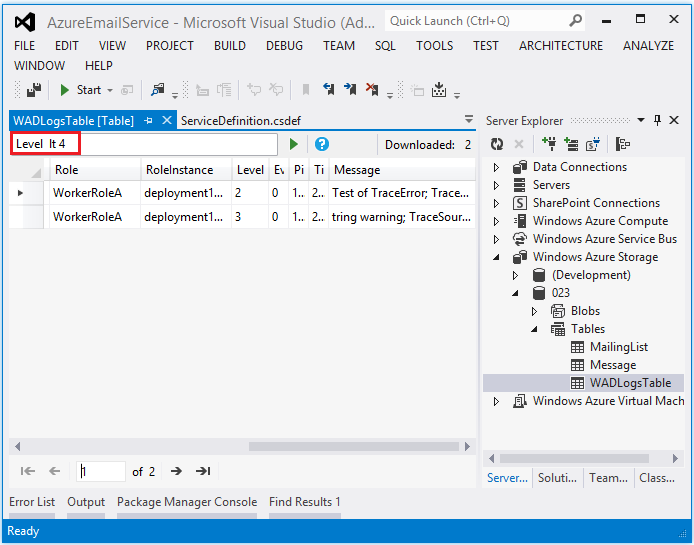 AzureEmailService - Microsoft Visual Studio (Ad...
Quick Launch (Ctrl+Q)
FILE EDIT VIEW PROJECT BUILD DEBUG TEAM SQL TOOLS TEST ARCHITECTURE ANALYZE
WINDOW HELP
Start
WADLogsTable [Table]
ServiceDefinition.csdef
Level lt 4
Downloaded: 2
Role RoleInstance Level Ev Pi Ti Message
WorkerRoleA deployment1... 2 0 1... 2... Test of TraceError; Trace...
WorkerRoleA deployment1... 3 0 1... 2... tring warning; TraceSour...
1 of 2
Server Explorer
Data Connections
Servers
SharePoint Connections
Windows Azure Compute
Windows Azure Service Bus
Windows Azure Storage
(Development)
023
Blobs
Tables
MailingList
Message
WADLogsTable
Windows Azure Virtual Mach
Server... Soluti... Team... Class...
Error List Output Package Manager Console Find Results 1
Ready